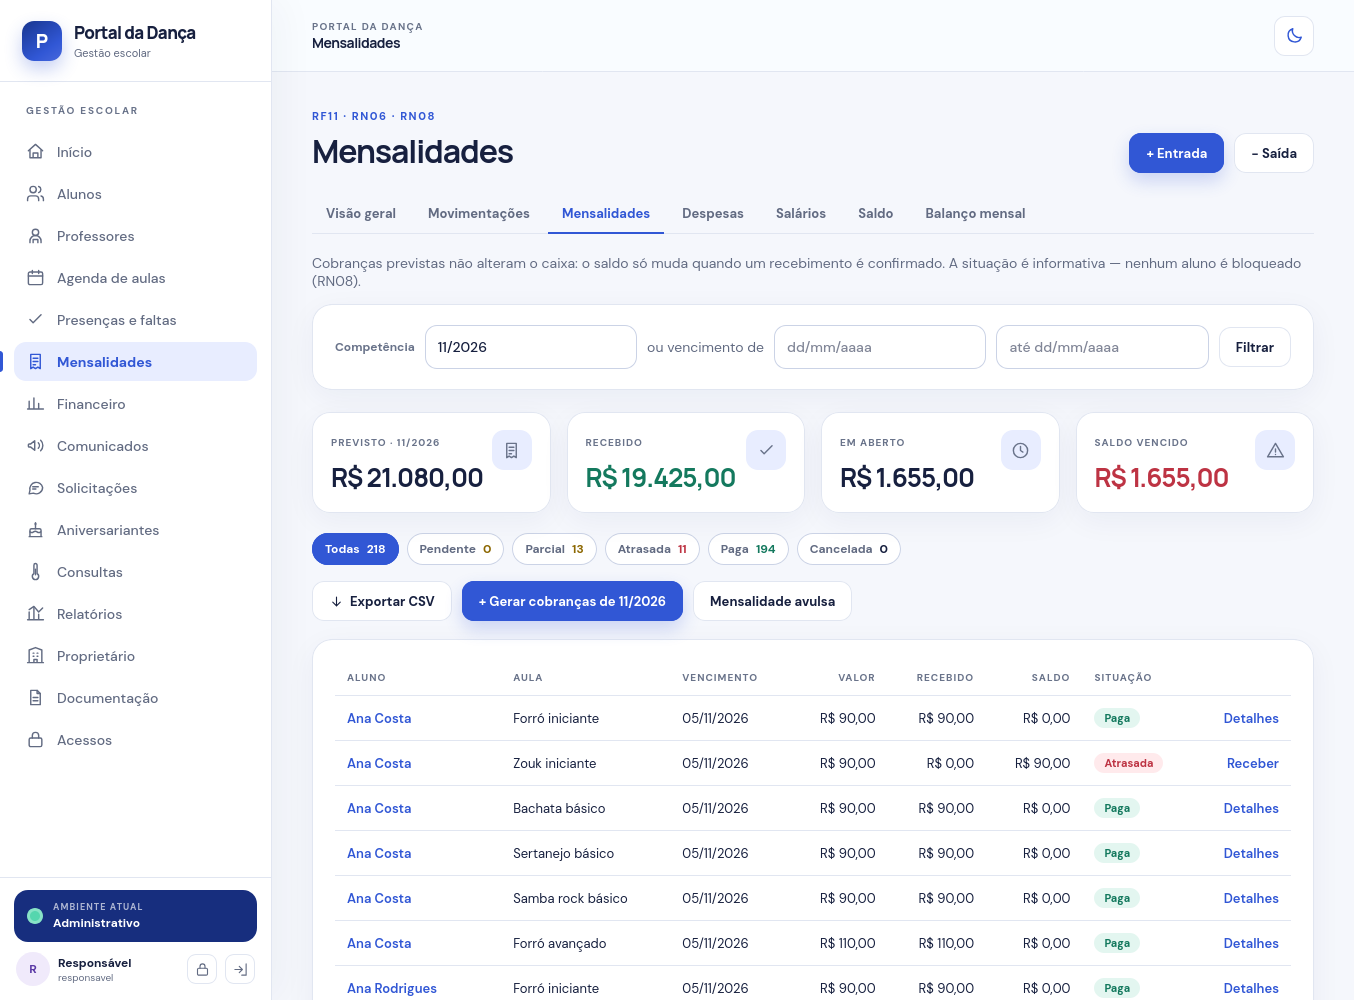 P
Portal da Dança
Gestão escolar
GESTÃO ESCOLAR
Início
Alunos
Professores
Agenda de aulas
Presenças e faltas
Mensalidades
Financeiro
Comunicados
Solicitações
Aniversariantes
Consultas
Relatórios
Proprietário
Documentação
Acessos
AMBIENTE ATUAL
Administrativo
R
Responsável
responsavel
PORTAL DA DANÇA
Mensalidades
RF11 · RN06 · RN08
Mensalidades
+ Entrada
− Saída
Visão geral Movimentações Mensalidades Despesas Salários Saldo Balanço mensal
Cobranças previstas não alteram o caixa: o saldo só muda quando um recebimento é confirmado. A situação é informativa — nenhum aluno é bloqueado
(RN08).
Competência 11/2026 ou vencimento de dd/mm/aaaa até dd/mm/aaaa Filtrar
PREVISTO · 11/2026
R$ 21.080,00
RECEBIDO
R$ 19.425,00
EM ABERTO
R$ 1.655,00
SALDO VENCIDO
R$ 1.655,00
Todas 218 Pendente 0 Parcial 13 Atrasada 11 Paga 194 Cancelada 0
↓ Exportar CSV + Gerar cobranças de 11/2026 Mensalidade avulsa
ALUNO AULA VENCIMENTO VALOR RECEBIDO SALDO SITUAÇÃO
Ana Costa Forró iniciante 05/11/2026 R$ 90,00 R$ 90,00 R$ 0,00 Paga Detalhes
Ana Costa Zouk iniciante 05/11/2026 R$ 90,00 R$ 0,00 R$ 90,00 Atrasada Receber
Ana Costa Bachata básico 05/11/2026 R$ 90,00 R$ 90,00 R$ 0,00 Paga Detalhes
Ana Costa Sertanejo básico 05/11/2026 R$ 90,00 R$ 90,00 R$ 0,00 Paga Detalhes
Ana Costa Samba rock básico 05/11/2026 R$ 90,00 R$ 90,00 R$ 0,00 Paga Detalhes
Ana Costa Forró avançado 05/11/2026 R$ 110,00 R$ 110,00 R$ 0,00 Paga Detalhes
Ana Rodrigues Forró iniciante 05/11/2026 R$ 90,00 R$ 90,00 R$ 0,00 Paga Detalhes